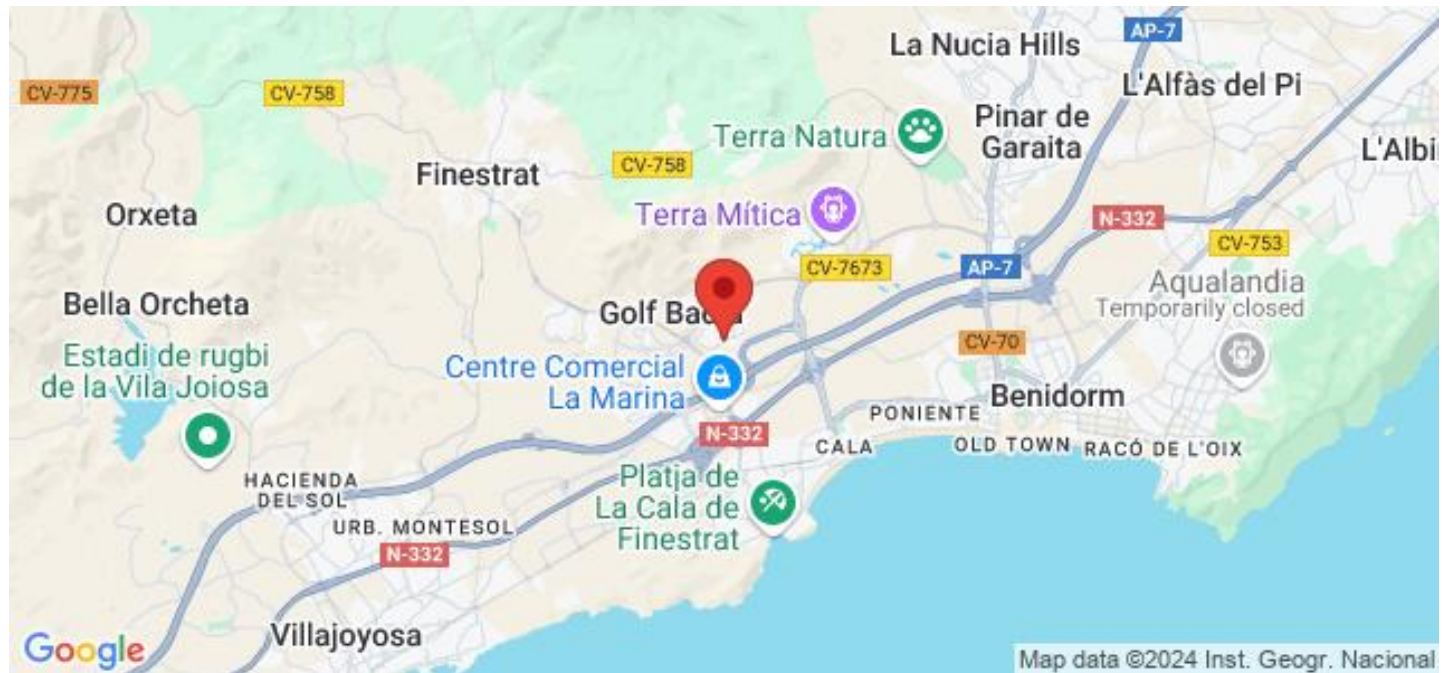 La Nucia Hills
AP-7
CV-775
CV-758
L'Alfàs del Pi
Terra Natura
Pinar de
Garaita
L'Albi
Finestrat
CV-758
Orxeta
Terra Mítica
N-332
CV-753
CV-7673
AP-7
Aqualandia
Temporarily closed
Bella Orcheta
Golf
CV-70
Estadi de rugbi
de la Vila Joiosa
Centre Comercial
La Marina
Benidorm
PONIENTE
N-332
CALA
OLD TOWN
RACÓ DE L'OIX
HACIENDA
DEL SOL
Platja de
La Cala de
Finestrat
URB. MONTESOL
N-332
Villajoyosa
Google
Map data ©2024 Inst. Geogr. Nacional